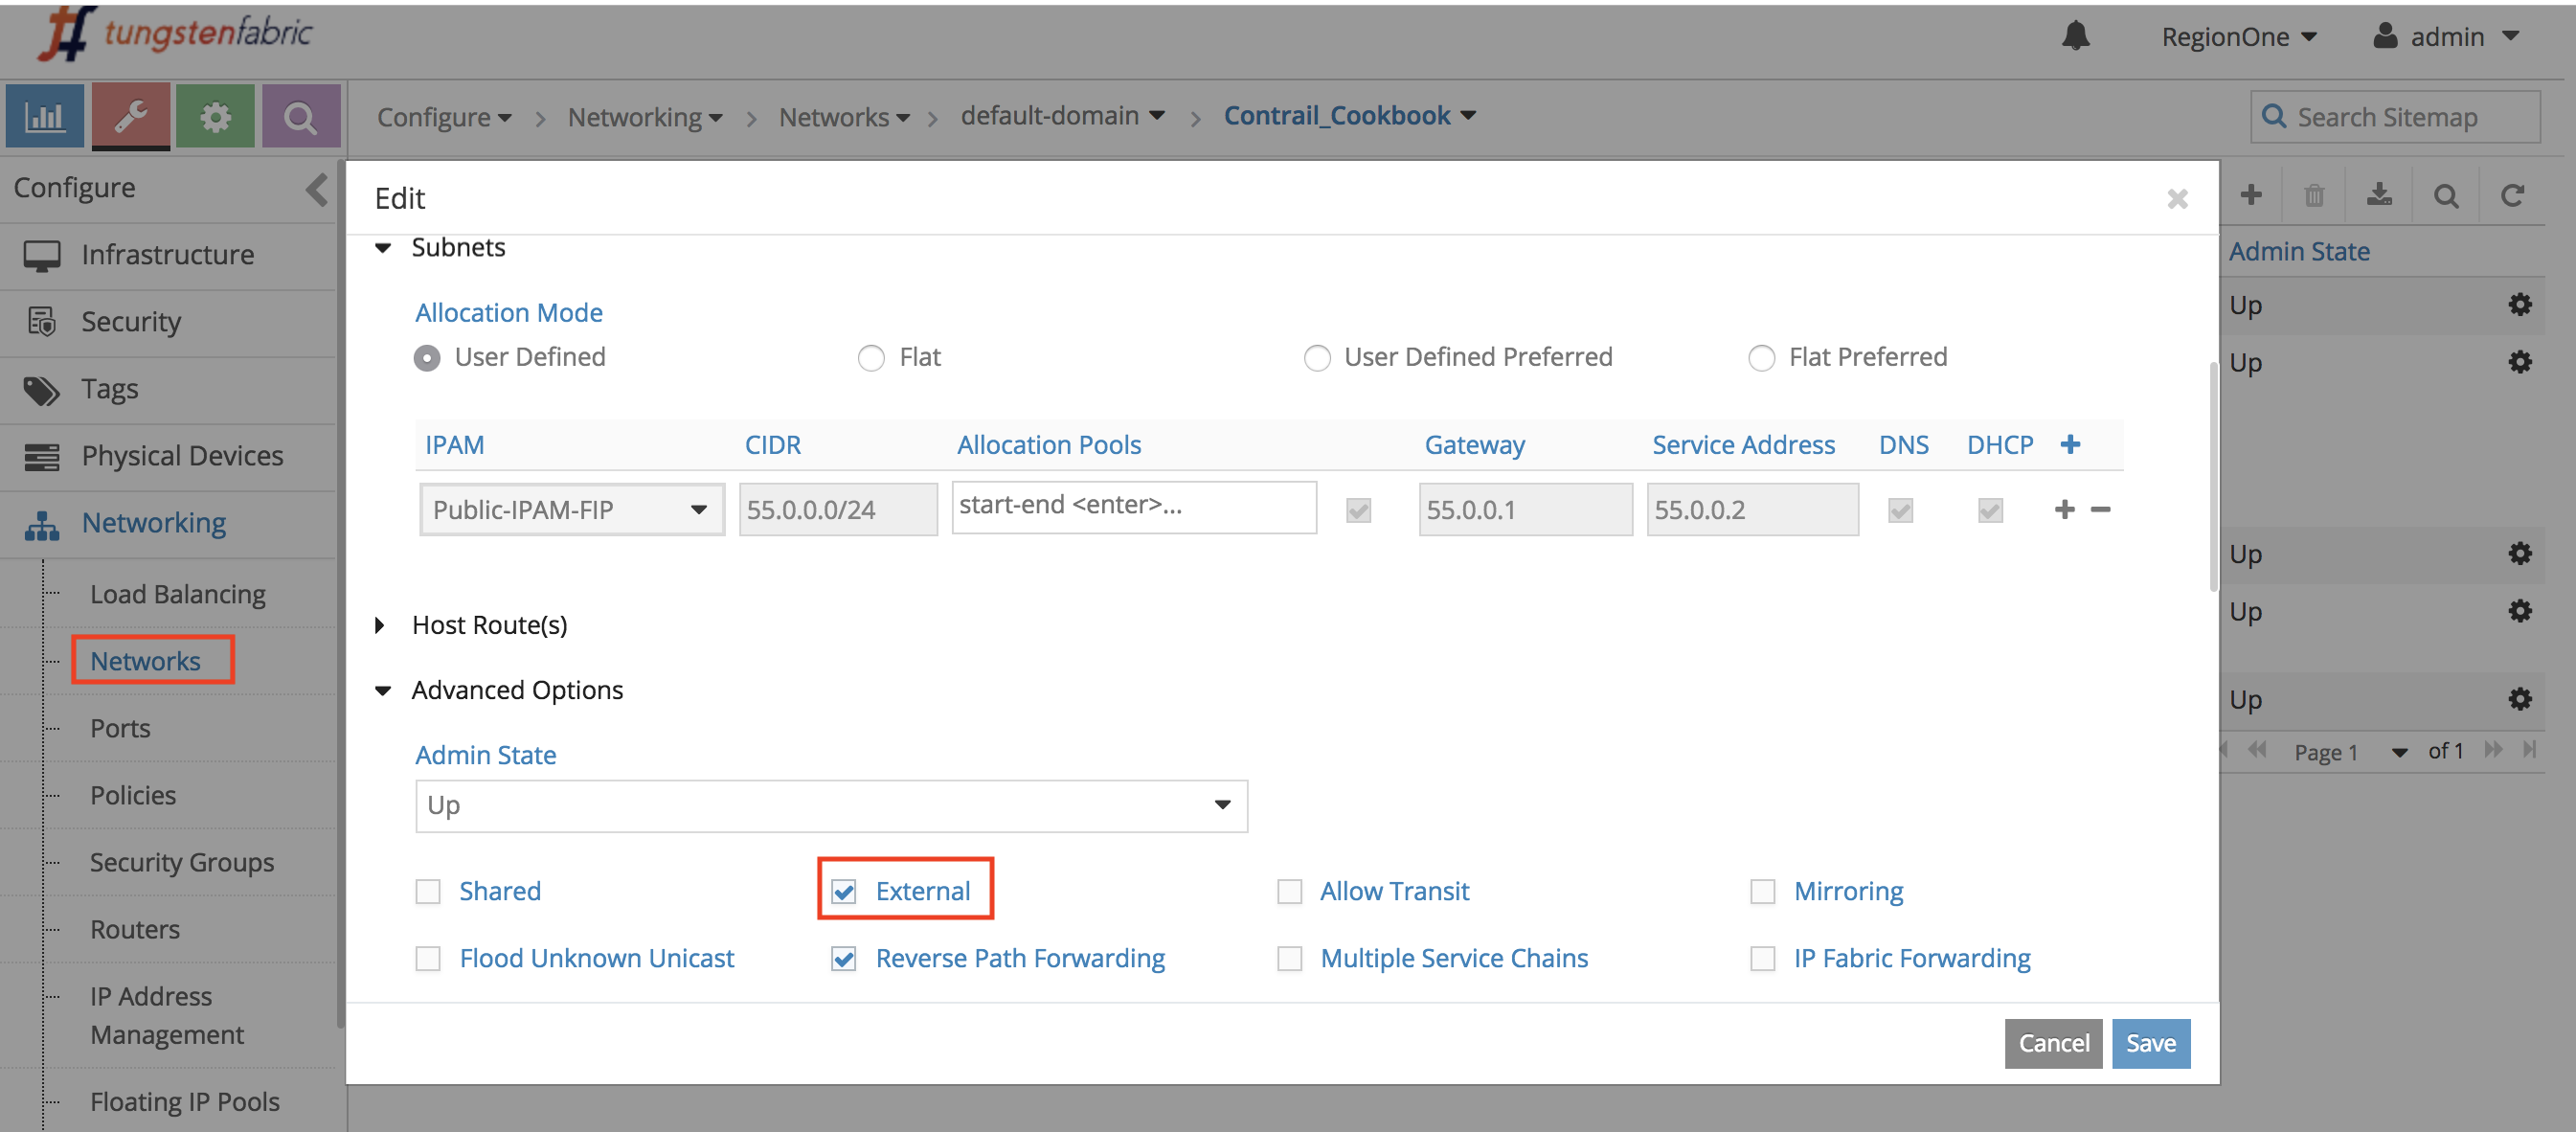 tungstenfabric
RegionOne
admin
Configure
Networking
Networks
default-domain
Contrail_Cookbook
Search Sitemap
Configure
Infrastructure
Security
Tags
Physical Devices
Networking
Load Balancing
Networks
Ports
Policies
Security Groups
Routers
IP Address
Management
Floating IP Pools
Edit
Subnets
Allocation Mode
User Defined
Flat
User Defined Preferred
Flat Preferred
IPAM CIDR Allocation Pools Gateway Service Address DNS DHCP
Public-IPAM-FIP 55.0.0.0/24 start-end <enter>... 55.0.0.1 55.0.0.2
Host Route(s)
Advanced Options
Admin State
Up
Shared External Allow Transit Mirroring
Flood Unknown Unicast Reverse Path Forwarding Multiple Service Chains IP Fabric Forwarding
Cancel Save
Admin State
Up
Up
Up
Up
Up
Page 1 of 1